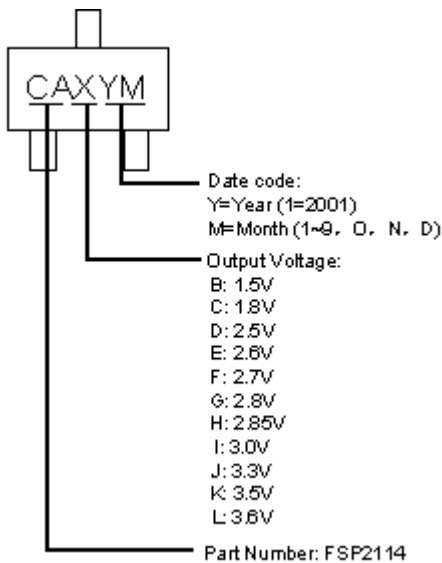 CAXYM
Date code:
Y=Year (1=2001)
M=Month (1~9, O, N, D)
Output Voltage:
B: 1.5V
C: 1.8V
D: 2.5V
E: 2.6V
F: 2.7V
G: 2.8V
H: 2.85V
I: 3.0V
J: 3.3V
K: 3.5V
L: 3.6V
Part Number: FSP2114